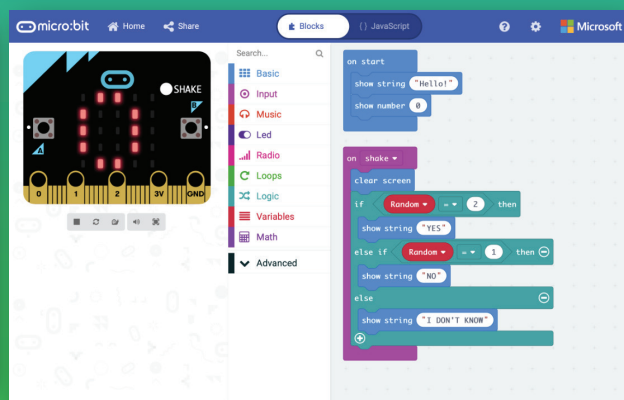 micro:bit Home Share Blocks { } JavaScript ? Microsoft
Search...
Basic
Input
Music
Led
Radio
Loops
Logic
Variables
Math
Advanced
SHAKE
B
A
0 1 2 3V GND
on start
show string "Hello!"
show number 0
on shake
clear screen
if Random = 2 then
show string "YES"
else if Random = 1 then
show string "NO"
else
show string "I DON'T KNOW"